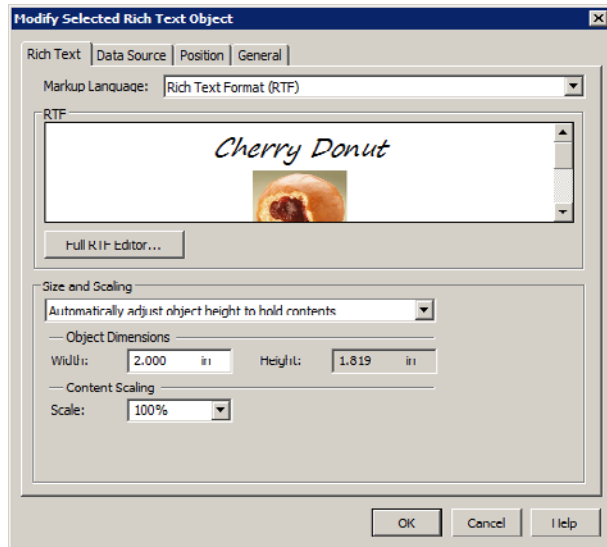 Modify Selected Rich Text Object
Rich Text Data Source Position General
Markup Language: Rich Text Format (RTF)
RTF
Cherry Donut
Full RTF Editor...
Size and Scaling
Automatically adjust object height to hold contents
Object Dimensions
Width: 2.000 in Height: 1.819 in
Content Scaling
Scale: 100%
OK Cancel Help